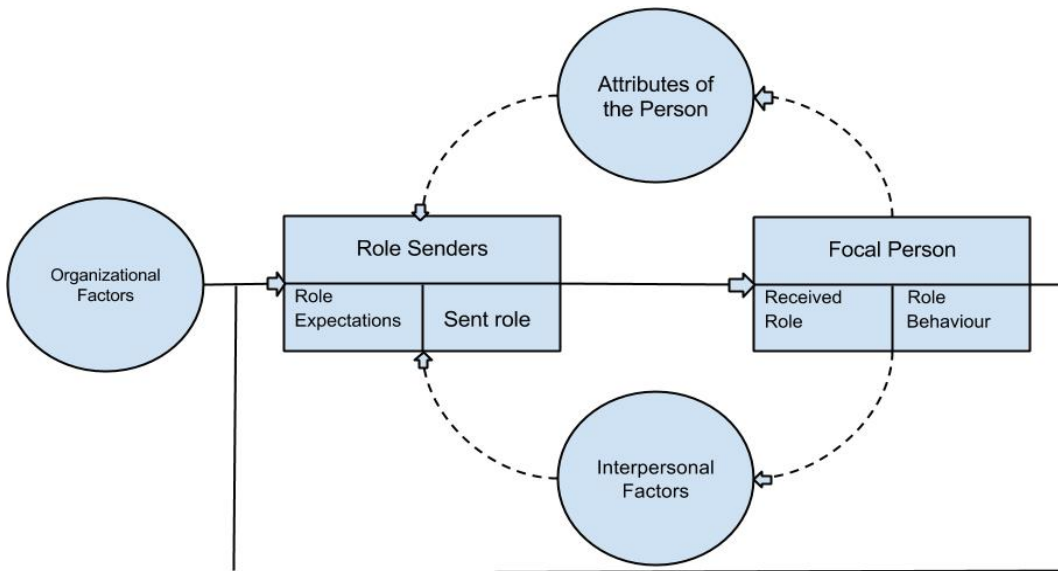 Attributes of
the Person
Organizational
Factors
Role Senders
Role
Expectations
Sent role
Focal Person
Received
Role
Role
Behaviour
Interpersonal
Factors